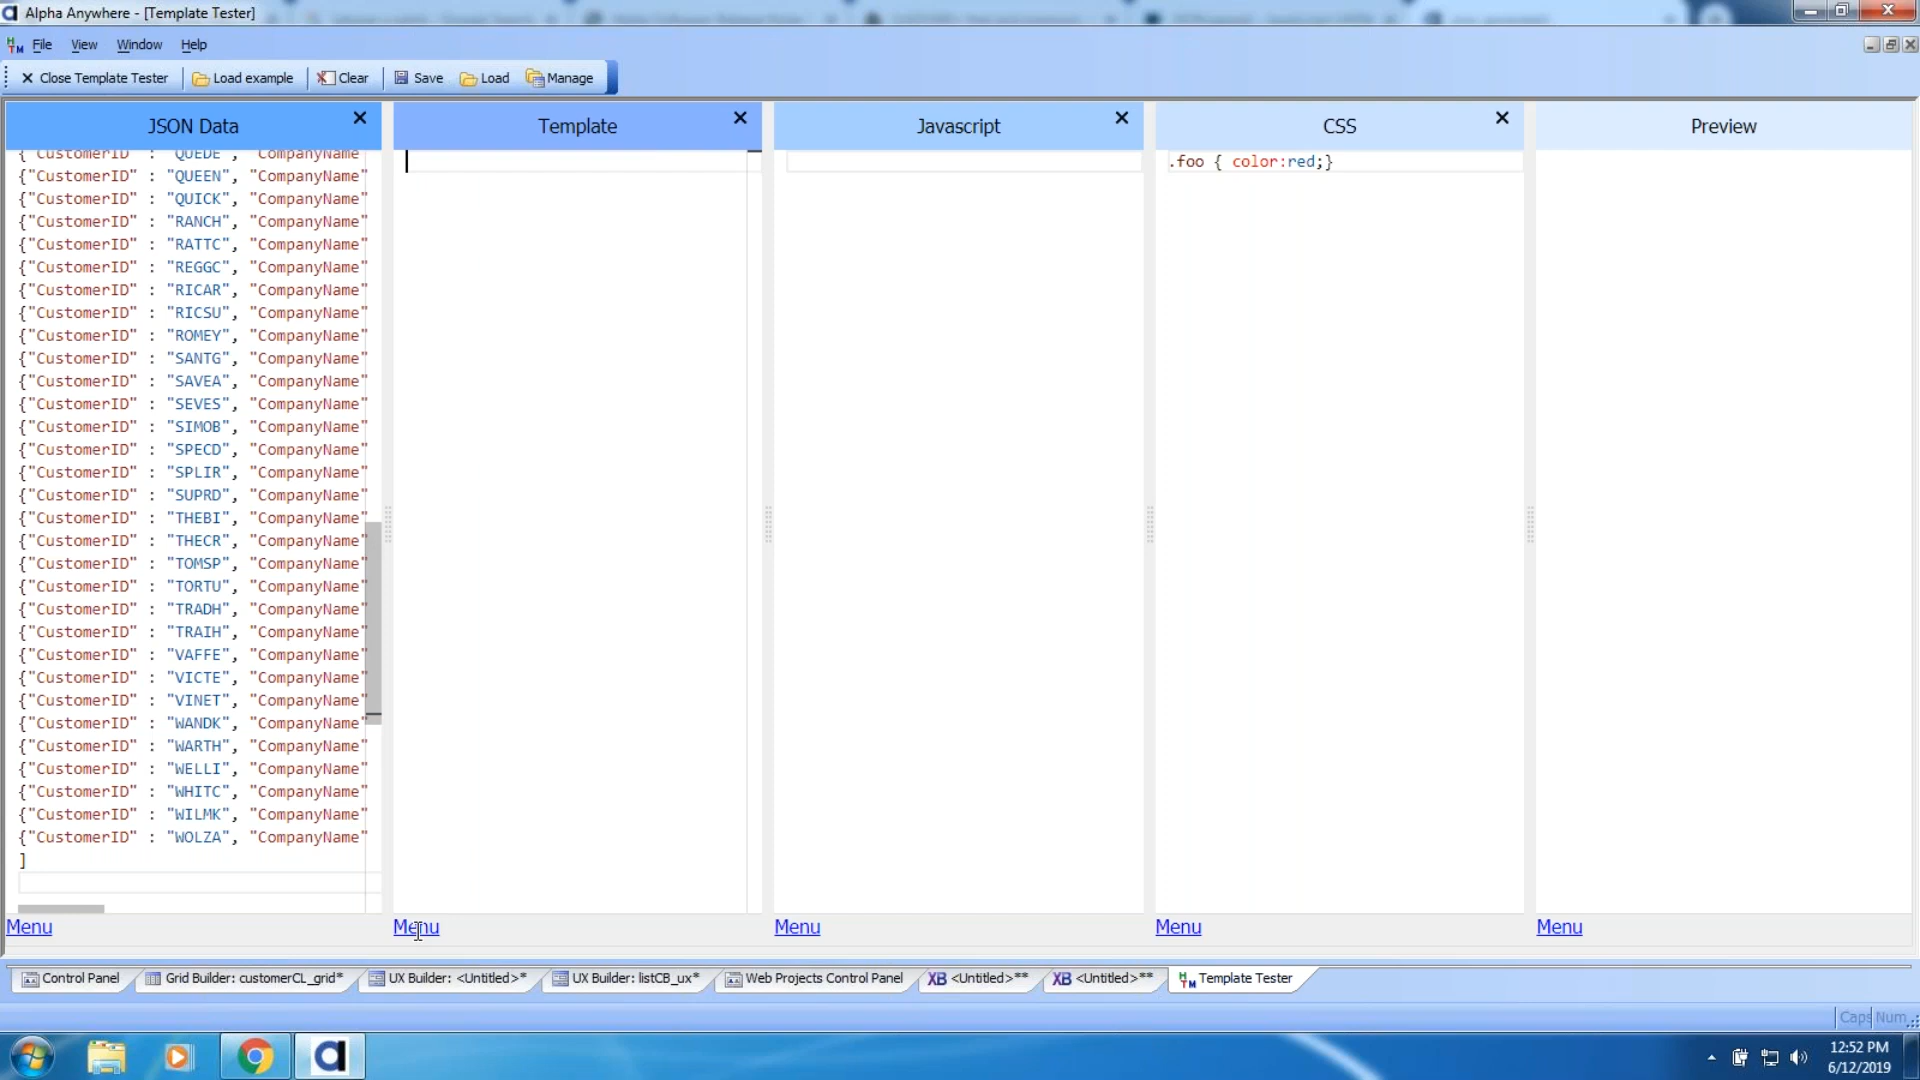 Alpha Anywhere - [Template Tester]
File View Window Help
Close Template Tester Load example Clear Save Load Manage
JSON Data Template Javascript CSS Preview
{"CustomerID" : "QUEDE", "CompanyName"
.foo { color:red;}
{"CustomerID" : "QUEEN", "CompanyName"
{"CustomerID" : "QUICK", "CompanyName"
{"CustomerID" : "RANCH", "CompanyName"
{"CustomerID" : "RATTC", "CompanyName"
{"CustomerID" : "REGGC", "CompanyName"
{"CustomerID" : "RICAR", "CompanyName"
{"CustomerID" : "RICSU", "CompanyName"
{"CustomerID" : "ROMEY", "CompanyName"
{"CustomerID" : "SANTG", "CompanyName"
{"CustomerID" : "SAVEA", "CompanyName"
{"CustomerID" : "SEVES", "CompanyName"
{"CustomerID" : "SIMOB", "CompanyName"
{"CustomerID" : "SPECD", "CompanyName"
{"CustomerID" : "SPLIR", "CompanyName"
{"CustomerID" : "SUPRD", "CompanyName"
{"CustomerID" : "THEBI", "CompanyName"
{"CustomerID" : "THECR", "CompanyName"
{"CustomerID" : "TOMSP", "CompanyName"
{"CustomerID" : "TORTU", "CompanyName"
{"CustomerID" : "TRADH", "CompanyName"
{"CustomerID" : "TRAIH", "CompanyName"
{"CustomerID" : "VAFFE", "CompanyName"
{"CustomerID" : "VICTE", "CompanyName"
{"CustomerID" : "VINET", "CompanyName"
{"CustomerID" : "WANDK", "CompanyName"
{"CustomerID" : "WARTH", "CompanyName"
{"CustomerID" : "WELLI", "CompanyName"
{"CustomerID" : "WHITC", "CompanyName"
{"CustomerID" : "WILMK", "CompanyName"
{"CustomerID" : "WOLZA", "CompanyName"
]
Menu Menu Menu Menu Menu
Control Panel Grid Builder: customerCL_grid* UX Builder: <Untitled>* UX Builder: listCB_ux* Web Projects Control Panel XB <Untitled>** XB <Untitled>** Template Tester
Caps Num
12:52 PM
6/12/2019